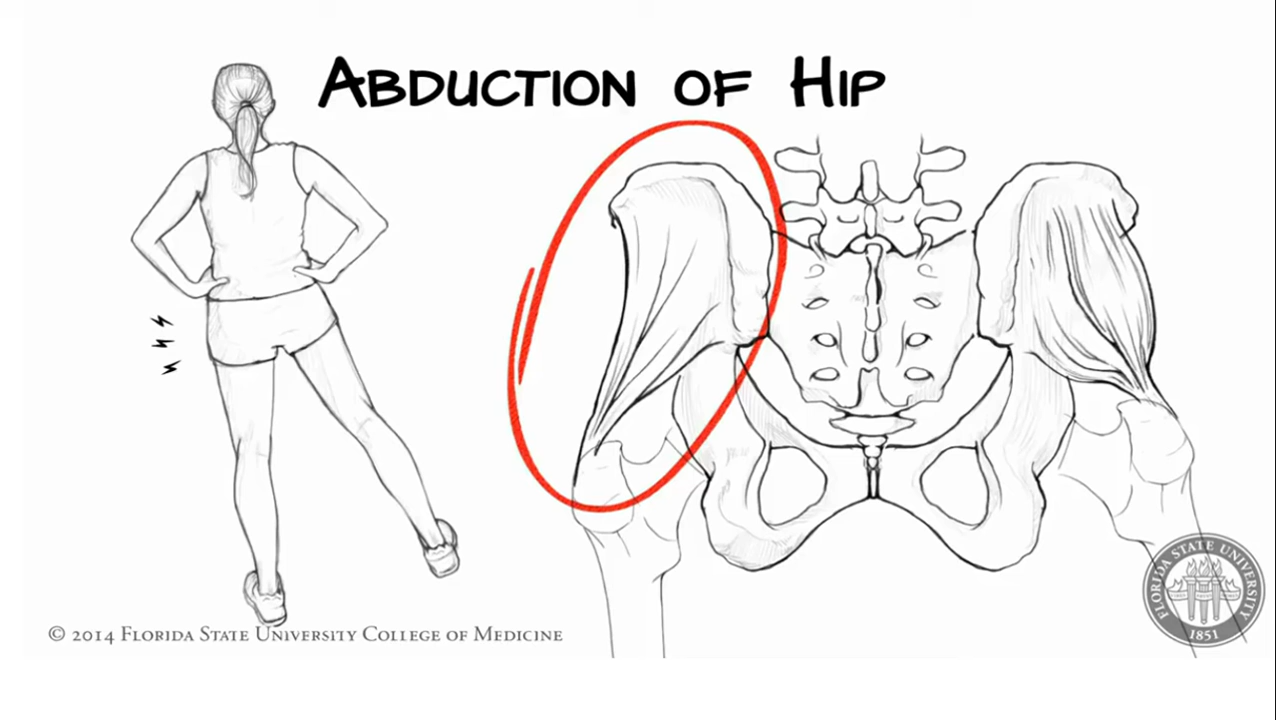 Abduction of Hip
© 2014 Florida State University College of Medicine
FLORIDA STATE UNIVERSITY
1851